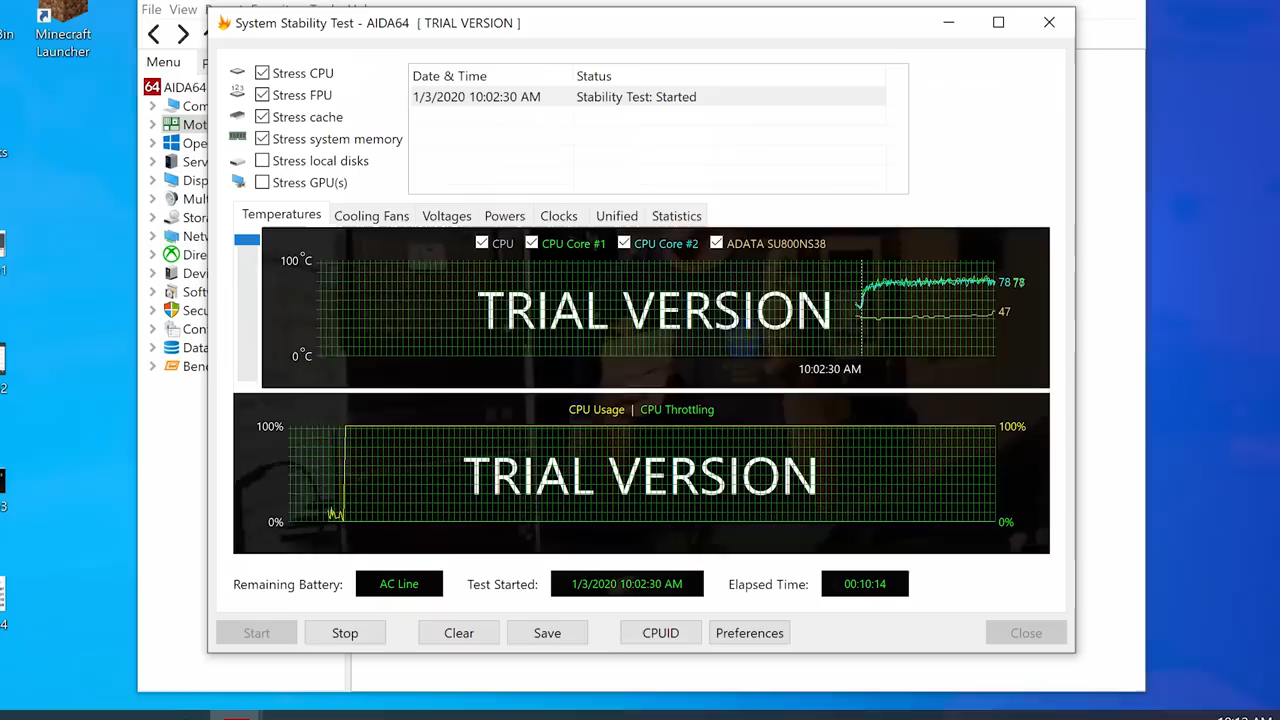 Minecraft
Launcher
File View
System Stability Test - AIDA64 [ TRIAL VERSION ]
Menu
64 AIDA64
Stress CPU
Stress FPU
Stress cache
Stress system memory
Stress local disks
Stress GPU(s)
Date & Time Status
1/3/2020 10:02:30 AM Stability Test: Started
Temperatures Cooling Fans Voltages Powers Clocks Unified Statistics
CPU CPU Core #1 CPU Core #2 ADATA SU800NS38
100°C
TRIAL VERSION
78
47
0°C
10:02:30 AM
CPU Usage | CPU Throttling
100% 100%
TRIAL VERSION
0% 0%
Remaining Battery: AC Line Test Started: 1/3/2020 10:02:30 AM Elapsed Time: 00:10:14
Start Stop Clear Save CPUID Preferences Close